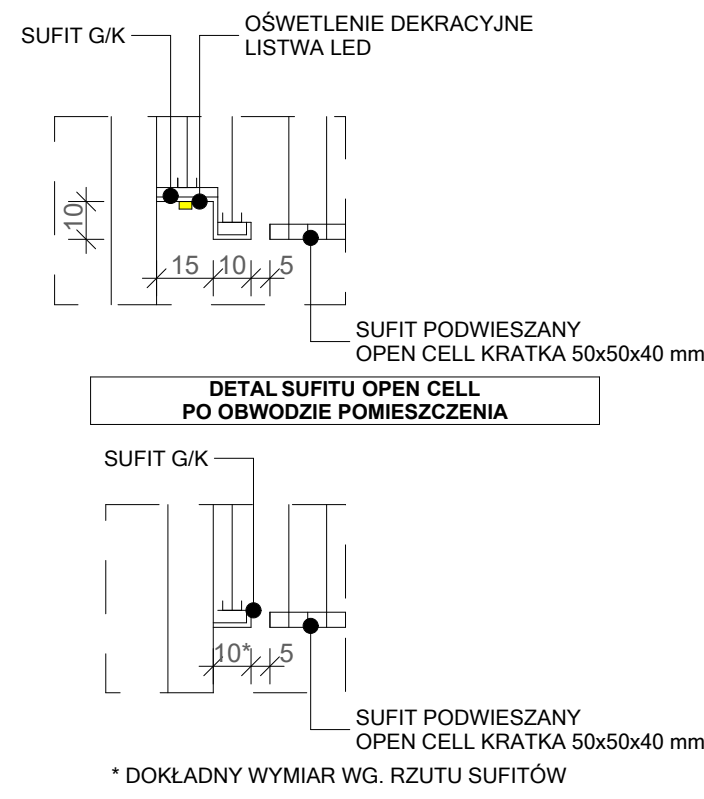 SUFIT G/K
OŚWETLENIE DEKRACYJNE
LISTWA LED
10
15
10
5
SUFIT PODWIESZANY
OPEN CELL KRATKA 50x50x40 mm
DETAL SUFITU OPEN CELL
PO OBWODZIE POMIESZCZENIA
SUFIT G/K
10*
5
SUFIT PODWIESZANY
OPEN CELL KRATKA 50x50x40 mm
* DOKŁADNY WYMIAR WG. RZUTU SUFITÓW